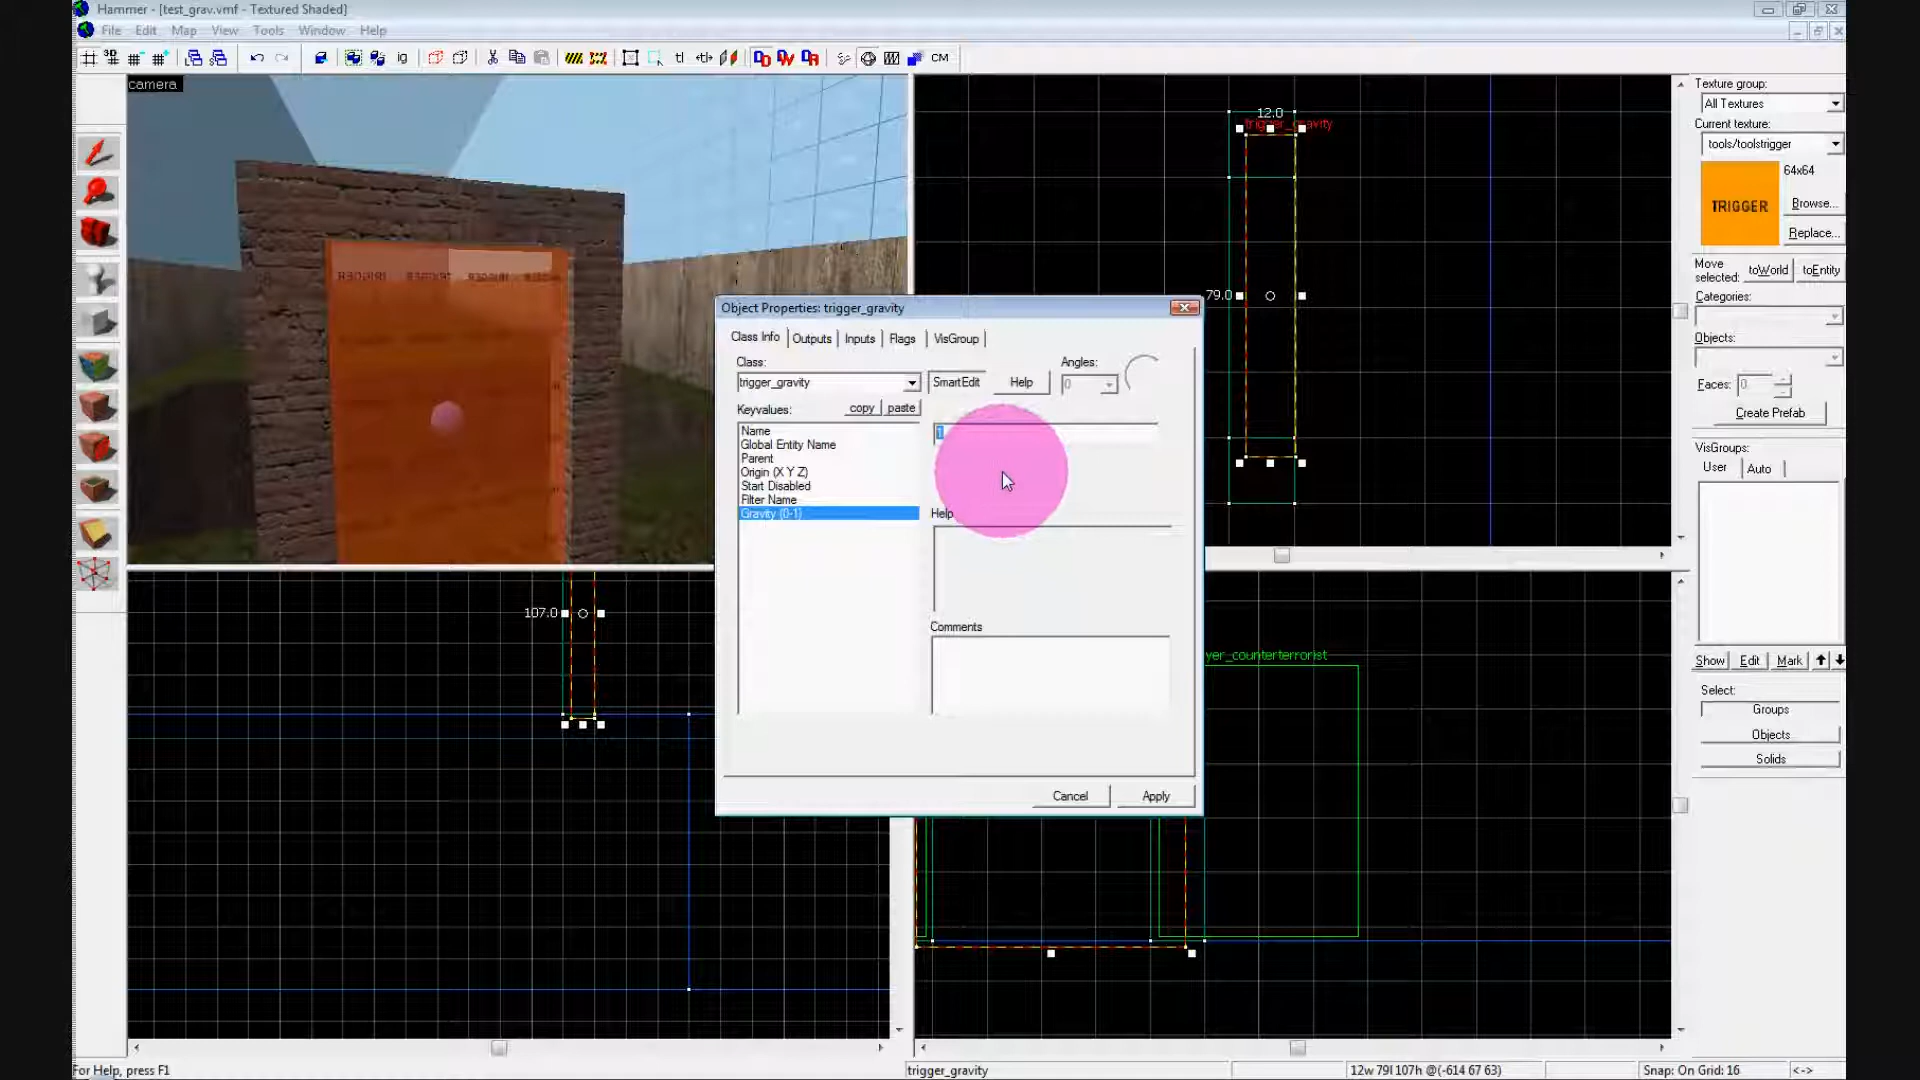 Hammer - [test_grav.vmf - Textured Shaded]
File Edit Map View Tools Window Help
3D
ig
tl
CM
camera
12.0
trigger_gravity
79.0
107.0
yer_counterterrorist
Object Properties: trigger_gravity
Class Info Outputs Inputs Flags VisGroup
Class:
trigger_gravity
SmartEdit
Help
Angles:
0
Keyvalues:
copy paste
Name
Global Entity Name
Parent
Origin (X Y Z)
Start Disabled
Filter Name
Gravity (0-1)
1
Help
Comments
Cancel Apply
Texture group:
All Textures
Current texture:
tools/toolstrigger
TRIGGER
64x64
Browse...
Replace...
Move selected:
toWorld toEntity
Categories:
Objects:
Faces: 0
Create Prefab
VisGroups:
User Auto
Show Edit Mark
Select:
Groups
Objects
Solids
For Help, press F1
trigger_gravity
12w 79l 107h @(-614 67 63)
Snap: On Grid: 16
<->